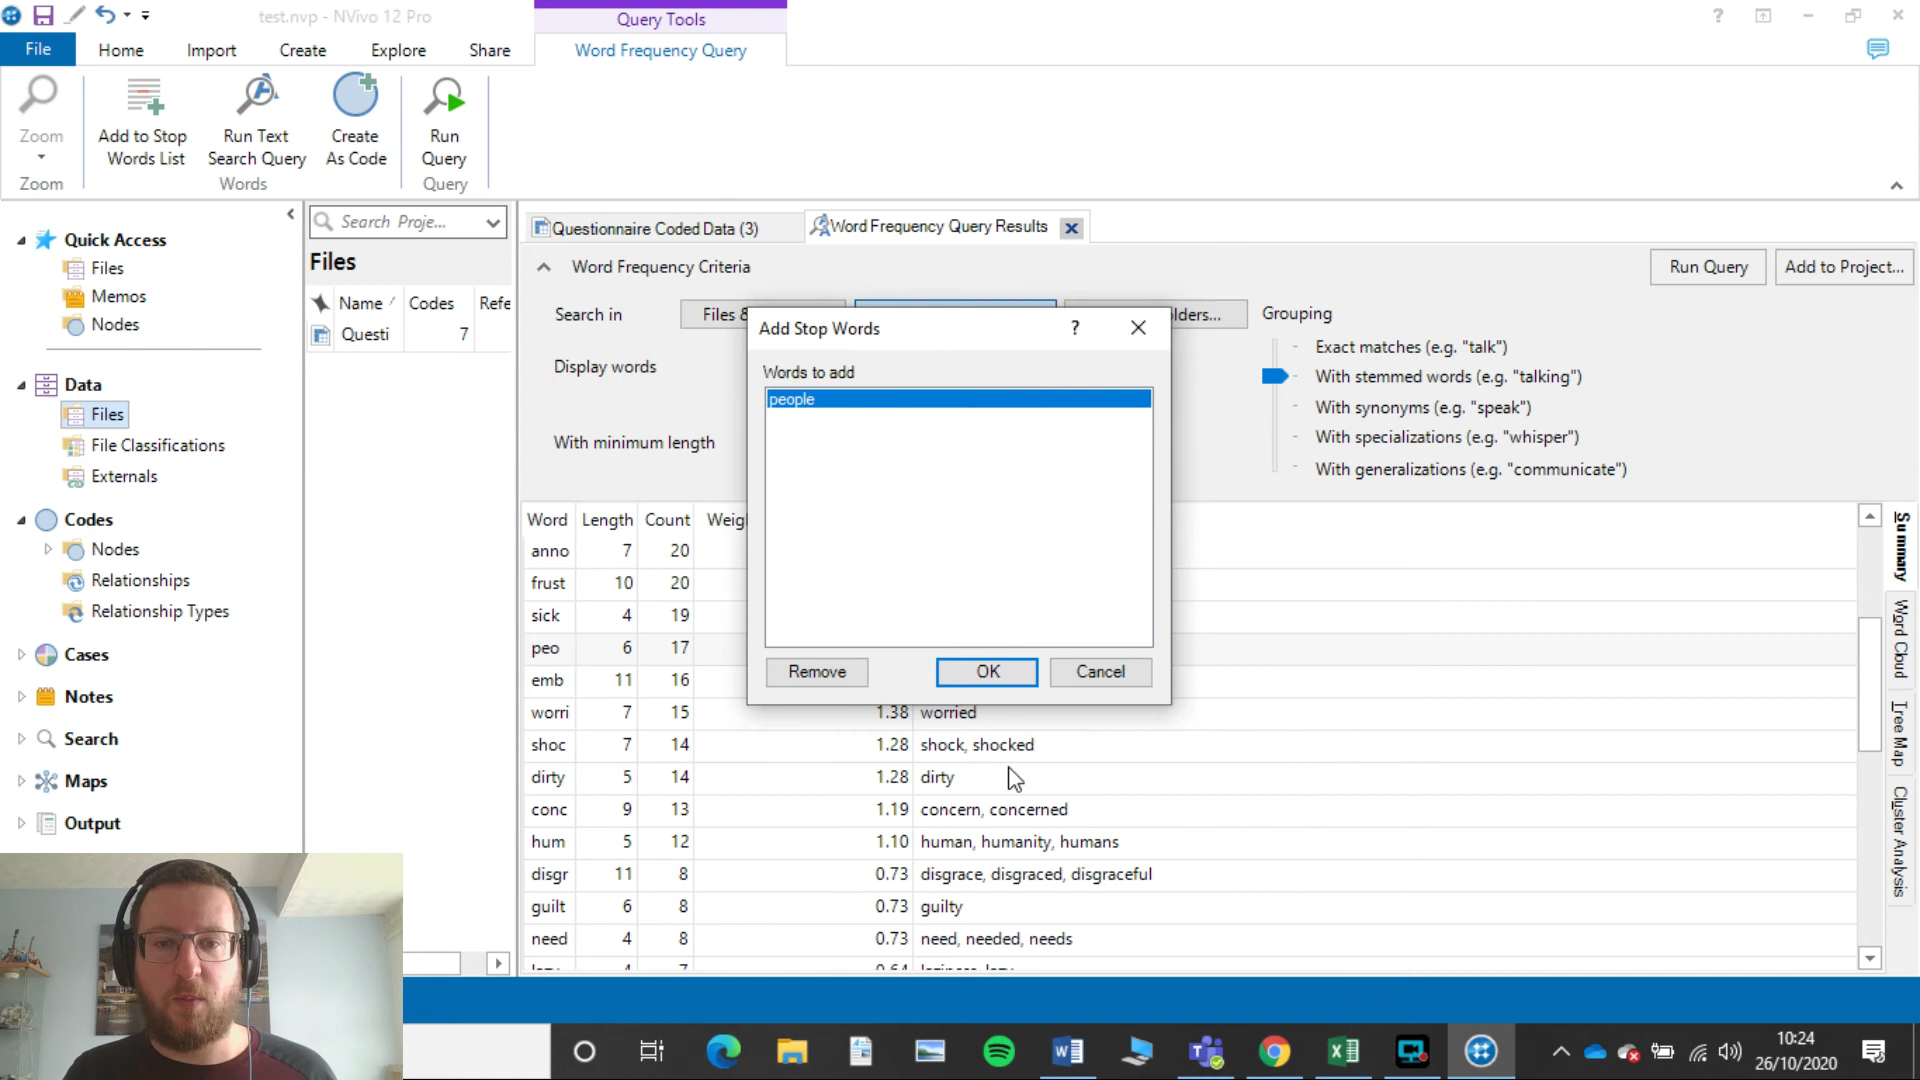 test.nvp - NVivo 12 Pro
Query Tools
File
Home
Import
Create
Explore
Share
Word Frequency Query
Zoom
Add to Stop
Words List
Run Text
Search Query
Create
As Code
Run
Query
Zoom
Words
Query
Quick Access
Files
Memos
Nodes
Data
Files
File Classifications
Externals
Codes
Nodes
Relationships
Relationship Types
Cases
Notes
Search
Maps
Output
Search Proje...
Files
Name Codes Refe
Questi 7
Questionnaire Coded Data (3)
Word Frequency Query Results
Word Frequency Criteria
Run Query
Add to Project...
Search in
Files &
lders...
Display words
With minimum length
Grouping
Exact matches (e.g. "talk")
With stemmed words (e.g. "talking")
With synonyms (e.g. "speak")
With specializations (e.g. "whisper")
With generalizations (e.g. "communicate")
Add Stop Words
?
Words to add
people
Remove
OK
Cancel
Word Length Count Weigl
anno 7 20
frust 10 20
sick 4 19
peo 6 17
emb 11 16
worri 7 15 1.38 worried
shoc 7 14 1.28 shock, shocked
dirty 5 14 1.28 dirty
conc 9 13 1.19 concern, concerned
hum 5 12 1.10 human, humanity, humans
disgr 11 8 0.73 disgrace, disgraced, disgraceful
guilt 6 8 0.73 guilty
need 4 8 0.73 need, needed, needs
lazy 4 7 0.64 laziness, lazy
Summary
Word Cloud
Tree Map
Cluster Analysis
10:24
26/10/2020